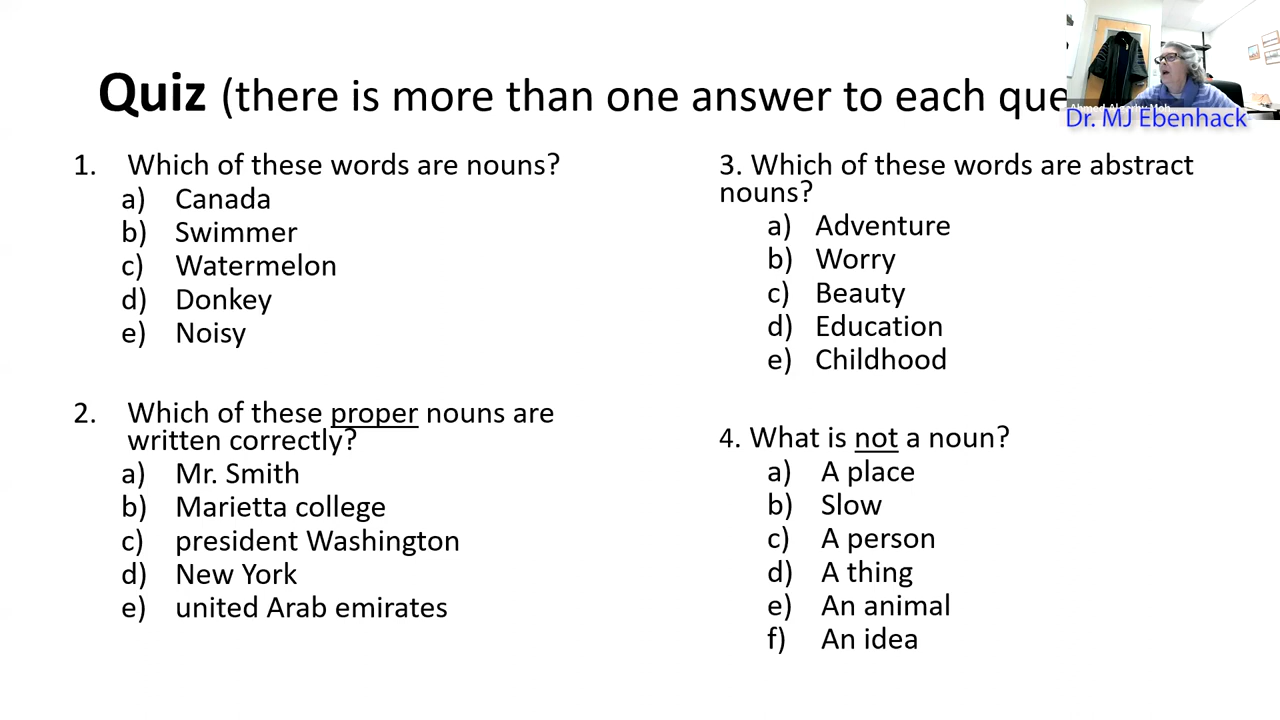 Quiz (there is more than one answer to each que
Dr. MJ Ebenhack
1. Which of these words are nouns?
a) Canada
b) Swimmer
c) Watermelon
d) Donkey
e) Noisy
2. Which of these proper nouns are
written correctly?
a) Mr. Smith
b) Marietta college
c) president Washington
d) New York
e) united Arab emirates
3. Which of these words are abstract
nouns?
a) Adventure
b) Worry
c) Beauty
d) Education
e) Childhood
4. What is not a noun?
a) A place
b) Slow
c) A person
d) A thing
e) An animal
f) An idea